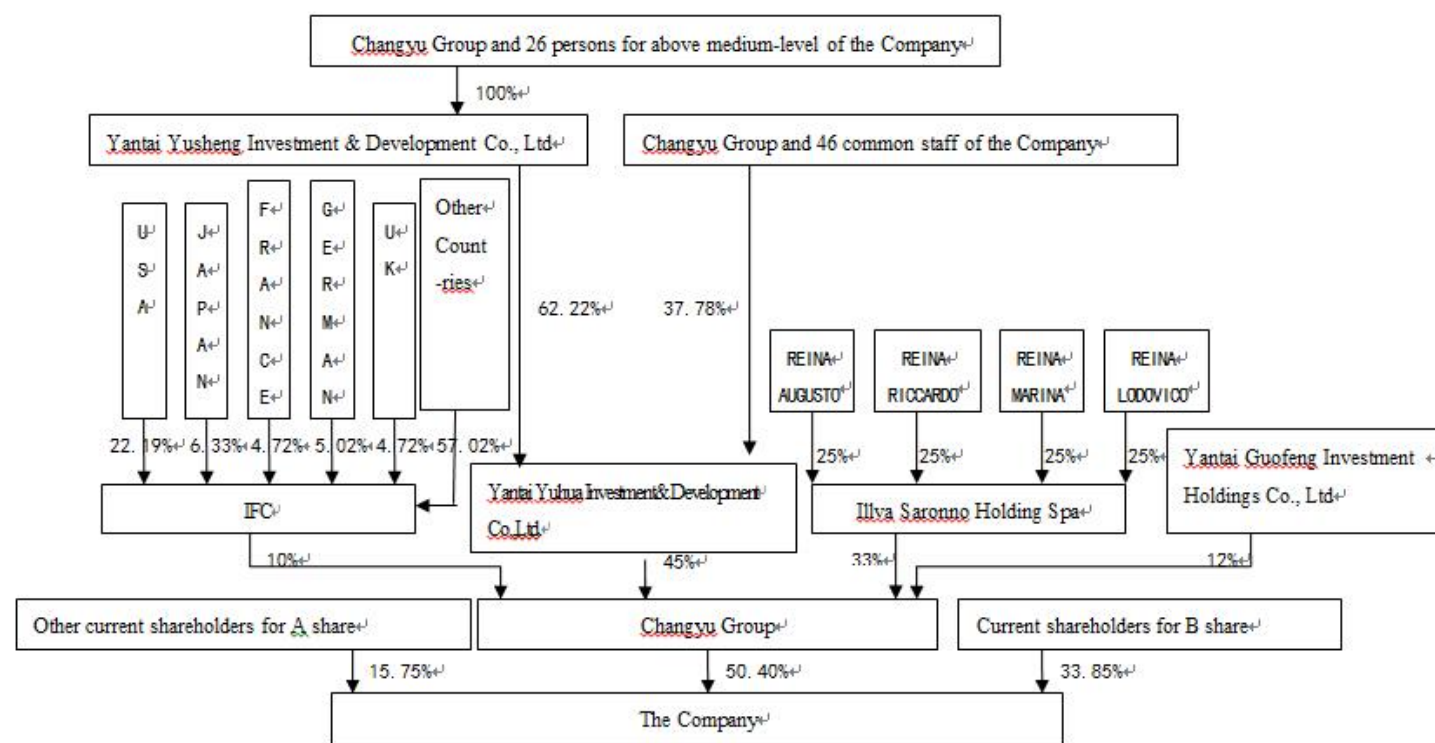 Changyu Group and 26 persons for above medium-level of the Company
100%
Yantai Yusheng Investment & Development Co., Ltd
Changyu Group and 46 common staff of the Company
USA
JAPAN
FRANCE
GERMAN
UK
Other
Count
-ries
62.22%
37.78%
REINA
AUGUSTO
REINA
RICCARDO
REINA
MARINA
REINA
LODOVICO
22.19%
6.33%
4.72%
5.02%
4.72%
57.02%
25%
25%
25%
25%
Yantai Guofeng Investment
Holdings Co., Ltd
IFC
Yantai Yuhua Investment& Development
Co,Ltd
Illva Saronno Holding Spa
10%
45%
33%
12%
Other current shareholders for A share
Changyu Group
Current shareholders for B share
15.75%
50.40%
33.85%
The Company